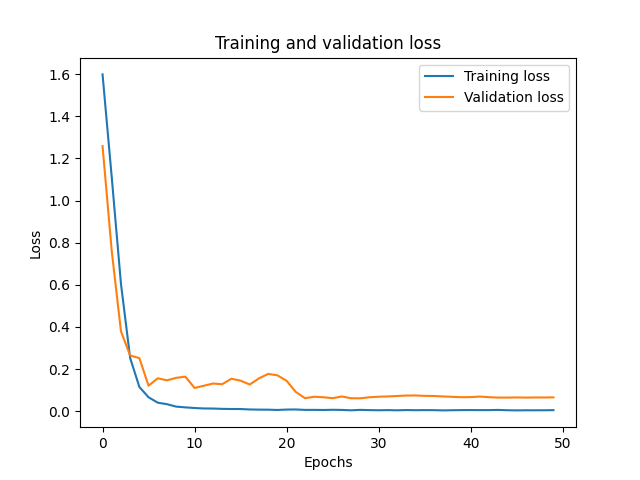 Training and validation loss
Training loss
Validation loss
1.6
1.4
1.2
1.0
0.8
0.6
0.4
0.2
0.0
Loss
0 10 20 30 40 50
Epochs